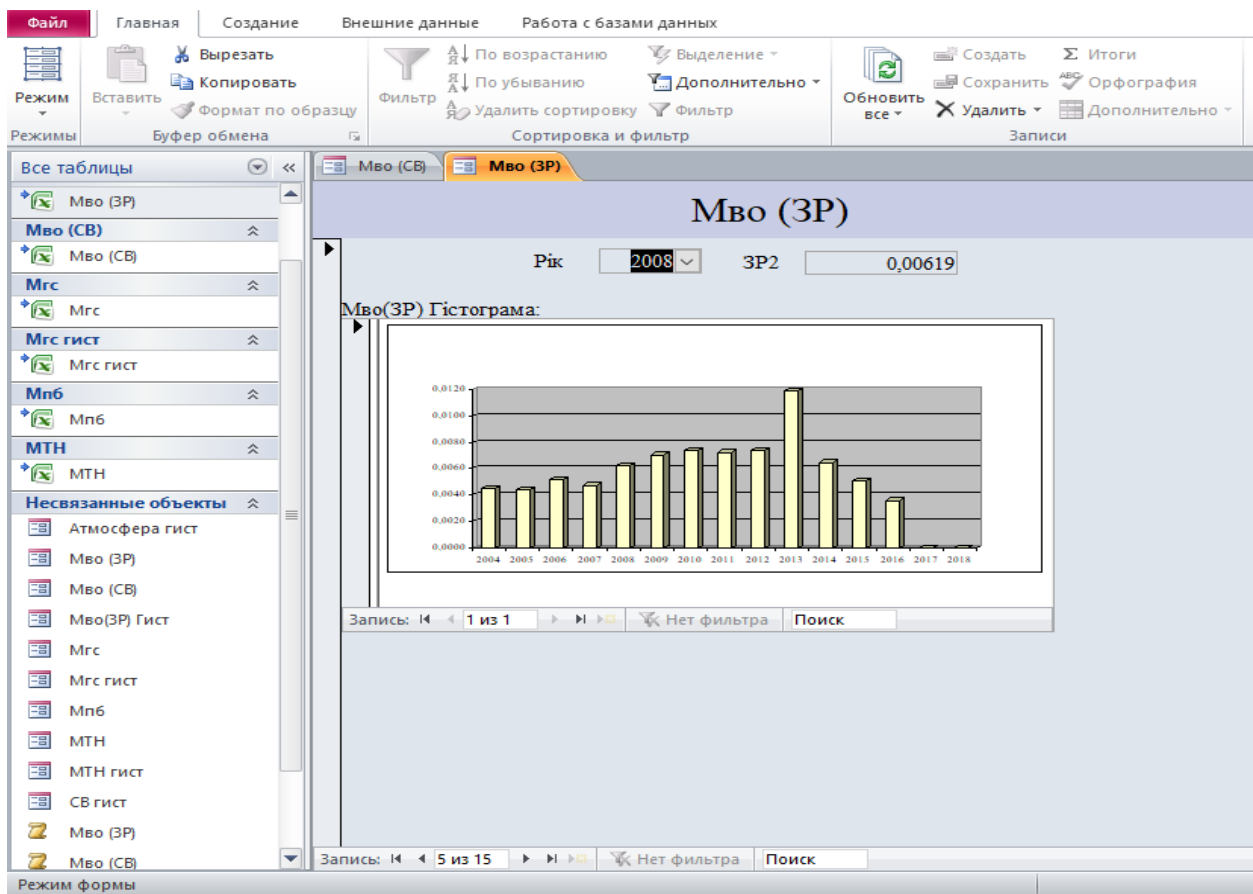 Файл Главная Создание Внешние данные Работа с базами данных
Режим
Режимы
Вставить
Вырезать
Копировать
Формат по образцу
Буфер обмена
Фильтр
По возрастанию
По убыванию
Удалить сортировку
Выделение
Дополнительно
Фильтр
Сортировка и фильтр
Обновить
все
Создать
Сохранить
Удалить
Итоги
Орфография
Дополнительно
Записи
Все таблицы
Мво (ЗР)
Мво (СВ)
Мво (СВ)
Мгс
Мгс
Мгс гист
Мгс гист
Мпб
Мпб
МТН
МТН
Несвязанные объекты
Атмосфера гист
Мво (ЗР)
Мво (СВ)
Мво(ЗР) Гист
Мгс
Мгс гист
Мпб
МТН
МТН гист
СВ гист
Мво (ЗР)
Мво (СВ)
Мво (СВ) Мво (ЗР)
Мво (ЗР)
Рік 2008 ЗР2 0,00619
Мво(ЗР) Гістограма:
0,0120
0,0100
0,0080
0,0060
0,0040
0,0020
0,0000
2004 2005 2006 2007 2008 2009 2010 2011 2012 2013 2014 2015 2016 2017 2018
Запись: 1 из 1 Нет фильтра Поиск
Запись: 5 из 15 Нет фильтра Поиск
Режим формы